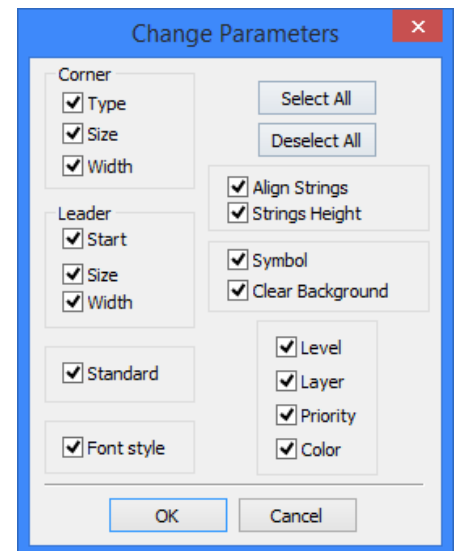 Change Parameters
Corner
Type
Size
Width
Select All
Deselect All
Align Strings
Strings Height
Leader
Start
Size
Width
Symbol
Clear Background
Standard
Font style
Level
Layer
Priority
Color
OK
Cancel